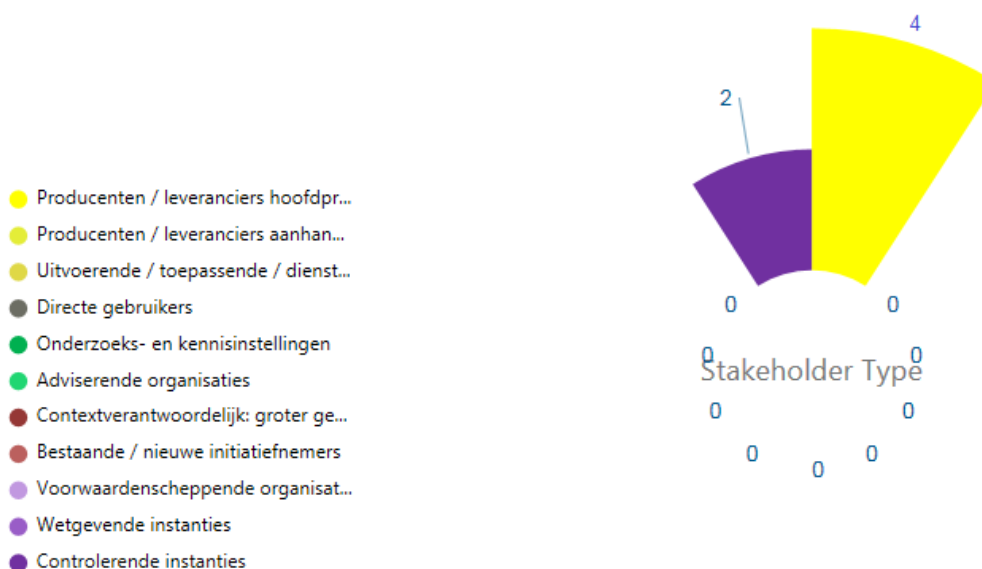 Producenten / leveranciers hoofdpr...
Producenten / leveranciers aanhan...
Uitvoerende / toepassende / dienst...
Directe gebruikers
Onderzoeks- en kennisinstellingen
Adviserende organisaties
Contextverantwoordelijk: groter ge...
Bestaande / nieuwe initiatiefnemers
Voorwaardenscheppende organisat...
Wetgevende instanties
Controlerende instanties
4
2
0
0
0
0
Stakeholder Type
0
0
0
0
0